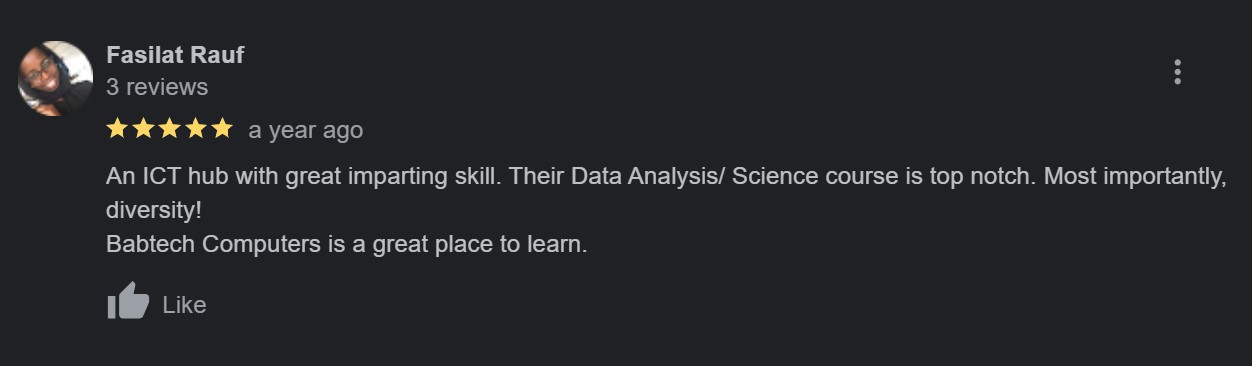 Fasilat Rauf
3 reviews
a year ago
An ICT hub with great imparting skill. Their Data Analysis/ Science course is top notch. Most importantly,
diversity!
Babtech Computers is a great place to learn.
Like